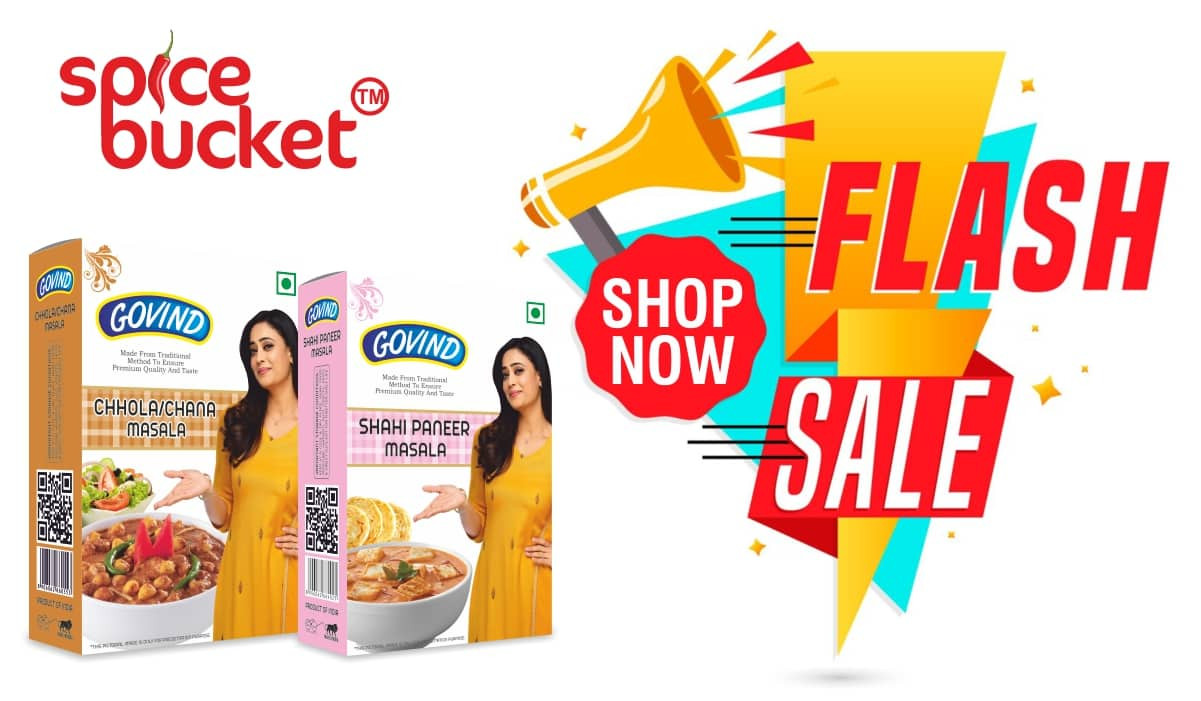 spice
bucket
TM
FLASH
SALE
SHOP
NOW
GOVIND
CHHOLA/CHANA
MASALA
PRODUCT OF INDIA
GOVIND
Made From Traditional
Method To Ensure
Premium Quality And Taste
CHHOLA/CHANA
MASALA
GOVIND
SHAHI PANEER
MASALA
PRODUCT OF INDIA
GOVIND
Made From Traditional
Method To Ensure
Premium Quality And Taste
SHAHI PANEER
MASALA